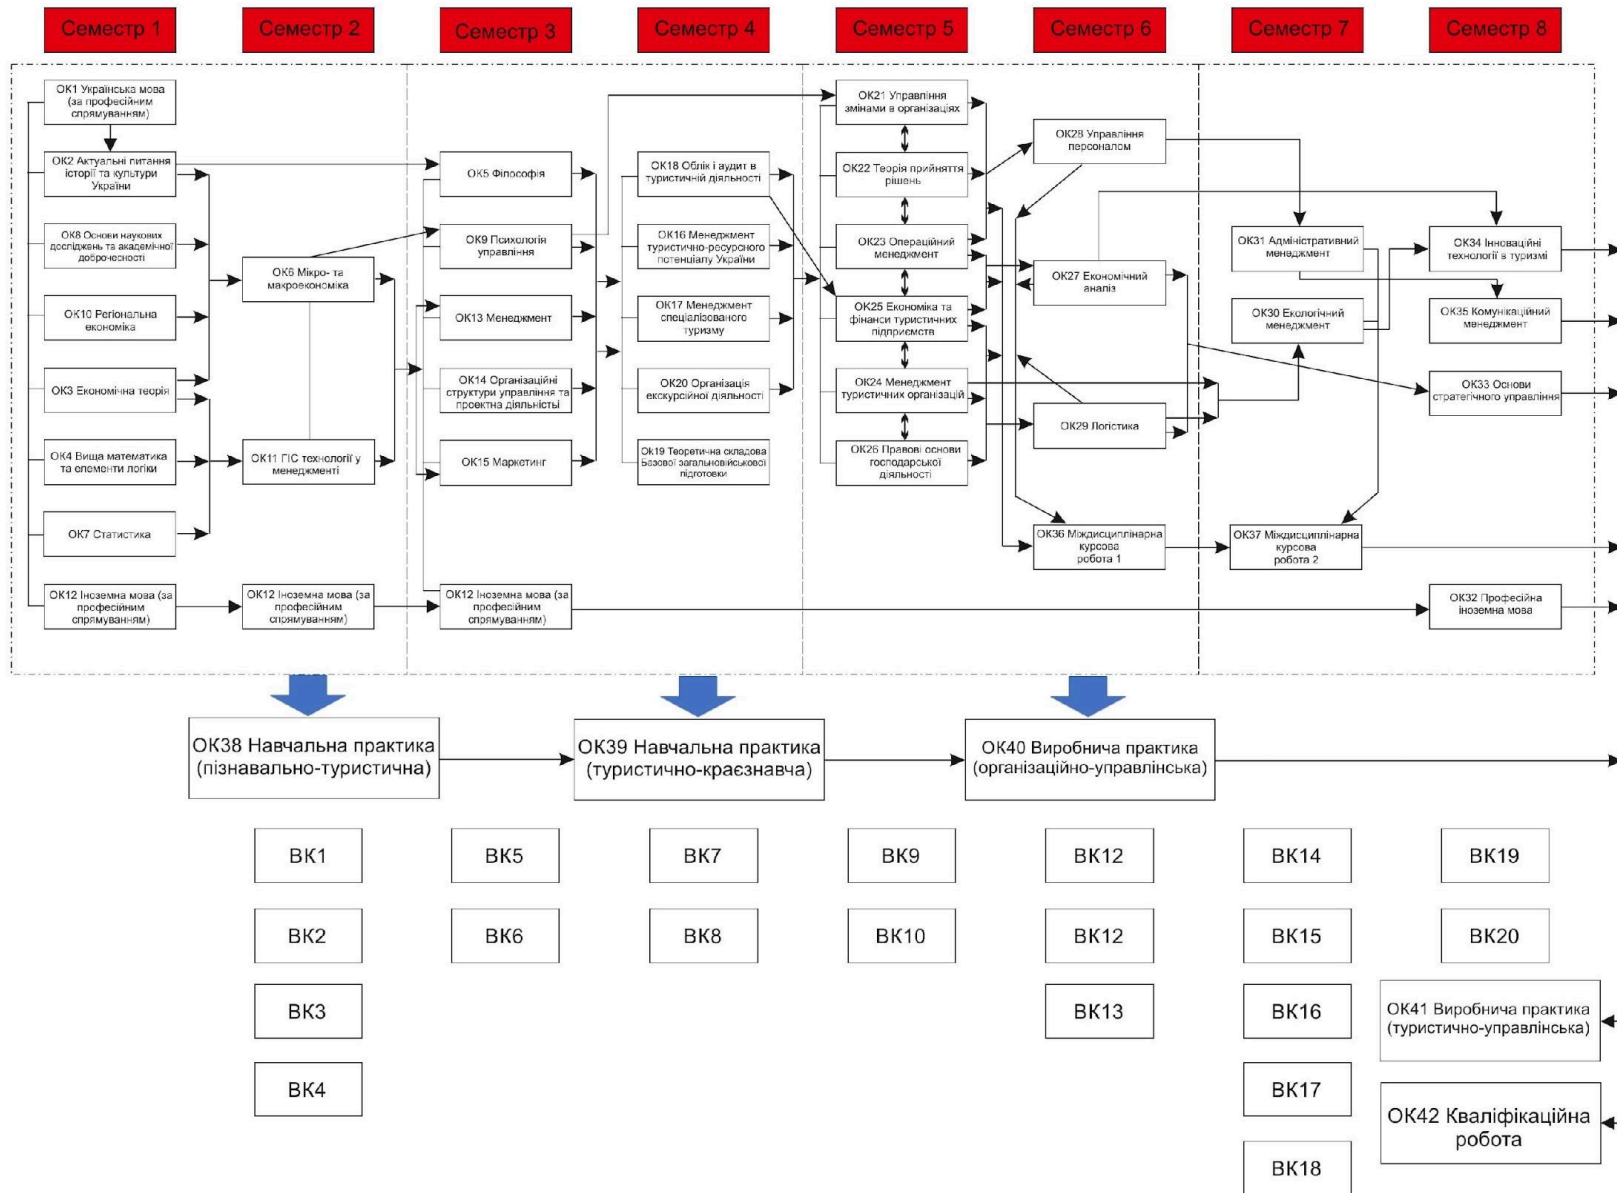 Семестр 1
Семестр 2
Семестр 3
Семестр 4
Семестр 5
Семестр 6
Семестр 7
Семестр 8
ОК1 Українська мова
(за професійним
спрямуванням)
ОК2 Актуальні питання
історії та культури
України
ОК8 Основи наукових
досліджень та академічної
доброчесності
ОК10 Регіональна
економіка
ОК3 Економічна теорія
ОК4 Вища математика
та елементи логіки
ОК7 Статистика
ОК12 Іноземна мова (за
професійним
спрямуванням)
ОК6 Мікро- та
макроекономіка
ОК11 ГІС технології у
менеджменті
ОК12 Іноземна мова (за
професійним
спрямуванням)
ОК5 Філософія
ОК9 Психологія
управління
ОК13 Менеджмент
ОК14 Організаційні
структури управління та
проектна діяльністьі
ОК15 Маркетинг
ОК12 Іноземна мова (за
професійним
спрямуванням)
ОК18 Облік і аудит в
туристичній діяльності
ОК16 Менеджмент
туристично-ресурсного
потенціалу України
ОК17 Менеджмент
спеціалізованого
туризму
ОК20 Організація
екскурсійної діяльності
Ok19 Теоретична складова
Базової загальновійськової
підготовки
ОК21 Управління
змінами в організаціях
ОК22 Теорія прийняття
рішень
ОК23 Операційний
менеджмент
ОК25 Економіка та
фінанси туристичних
підприємств
ОК24 Менеджмент
туристичних організацій
ОК26 Правові основи
господарської
діяльності
ОК28 Управління
персоналом
ОК27 Економічний
аналіз
ОК29 Логістика
ОК36 Міждисциплінарна
курсова
робота 1
ОК31 Адміністративний
менеджмент
ОК30 Екологічний
менеджмент
ОК37 Міждисциплінарна
курсова
робота 2
ОК34 Інноваційні
технології в туризмі
ОК35 Комунікаційний
менеджмент
ОК33 Основи
стратегічного управління
ОК32 Професійна
іноземна мова
ОК38 Навчальна практика
(пізнавально-туристична)
ОК39 Навчальна практика
(туристично-краєзнавча)
ОК40 Виробнича практика
(організаційно-управлінська)
ВК1
ВК5
ВК7
ВК9
ВК12
ВК14
ВК19
ВК2
ВК6
ВК8
ВК10
ВК12
ВК15
ВК20
ВК3
ВК13
ВК16
ОК41 Виробнича практика
(туристично-управлінська)
ВК4
ВК17
ОК42 Кваліфікаційна
робота
ВК18